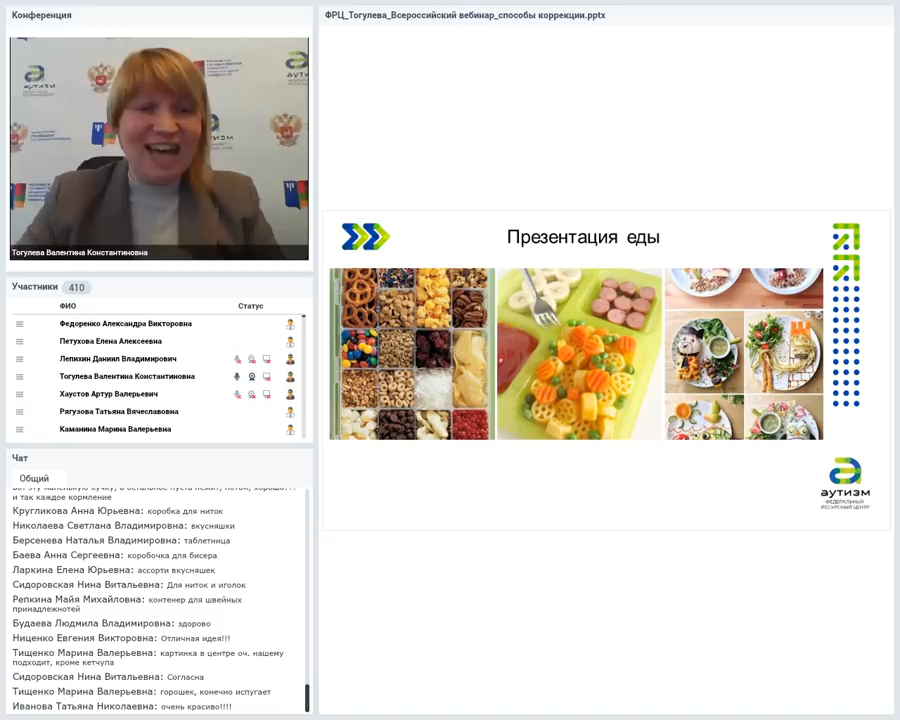 Конференция
аутизм
аутизм
аутизм
Тогулева Валентина Константиновна
Участники 410
ФИО Статус
Федоренко Александра Викторовна
Петухова Елена Алексеевна
Лепихин Даниил Владимирович
Тогулева Валентина Константиновна
Хаустов Артур Валерьевич
Рягузова Татьяна Вячеславовна
Каманина Марина Валерьевна
Чат
Общий
и так каждое кормление
Кругликова Анна Юрьевна: коробка для ниток
Николаева Светлана Владимировна: вкусняшки
Берсенева Наталья Владимировна: таблетница
Баева Анна Сергеевна: коробочка для бисера
Ларкина Елена Юрьевна: ассорти вкусняшек
Сидоровская Нина Витальевна: Для ниток и иголок
Репкина Майя Михайловна: контенер для швейных
принадлежнотей
Будаева Людмила Владимировна: здорово
Ниценко Евгения Викторовна: Отличная идея!!!
Тищенко Марина Валерьевна: картинка в центре оч. нашему
подходит, кроме кетчупа
Сидоровская Нина Витальевна: Согласна
Тищенко Марина Валерьевна: горошек, конечно испугает
Иванова Татьяна Николаевна: очень красиво!!!!
ФРЦ_Тогулева_Всероссийский вебинар_способы коррекции.pptx
Презентация еды
аутизм
ФЕДЕРАЛЬНЫЙ
РЕСУРСНЫЙ ЦЕНТР